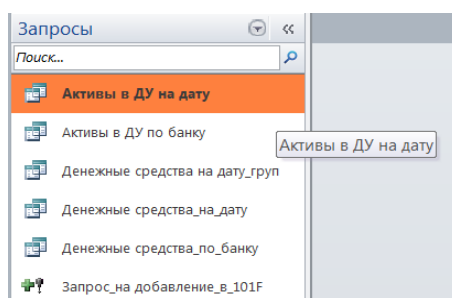 Запросы
Поиск...
Активы в ДУ на дату
Активы в ДУ по банку
Активы в ДУ на дату
Денежные средства на дату_груп
Денежные средства_на_дату
Денежные средства_по_банку
Запрос_на добавление_в_101F